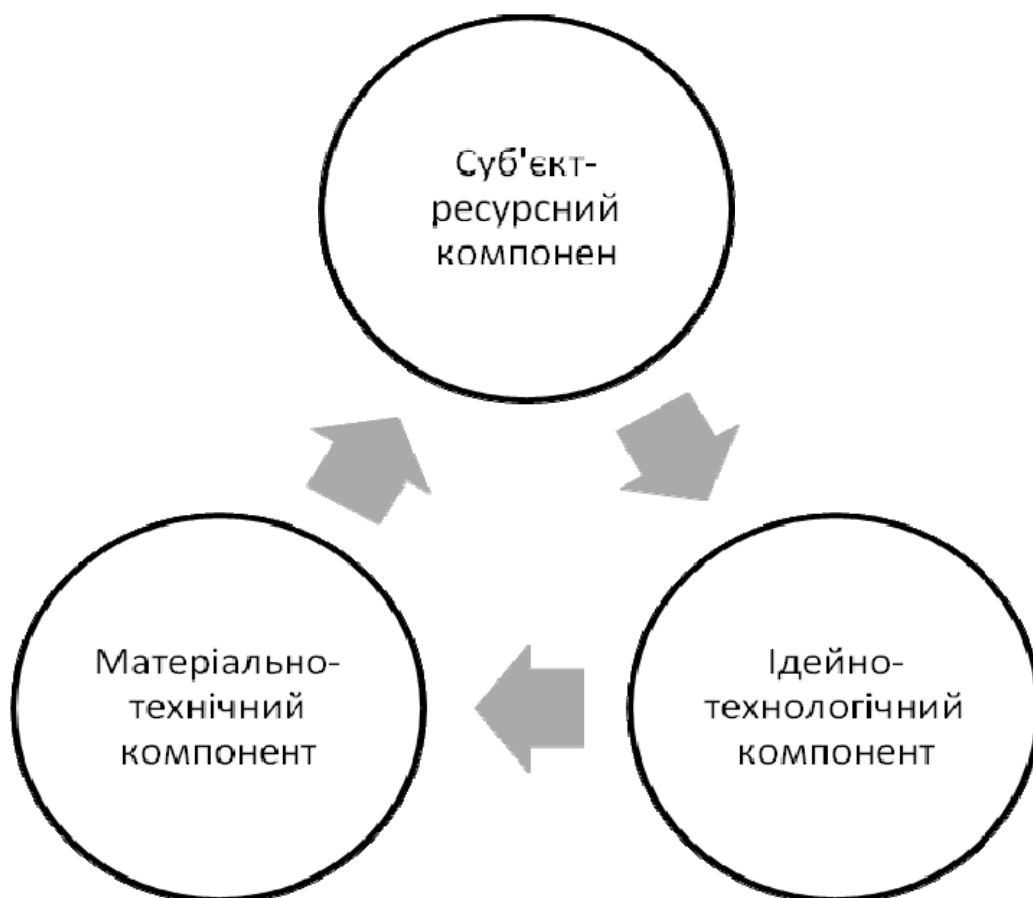 Суб'єкт-
ресурсний
компонен
Матеріально-
технічний
компонент
Ідейно-
технологічний
компонент